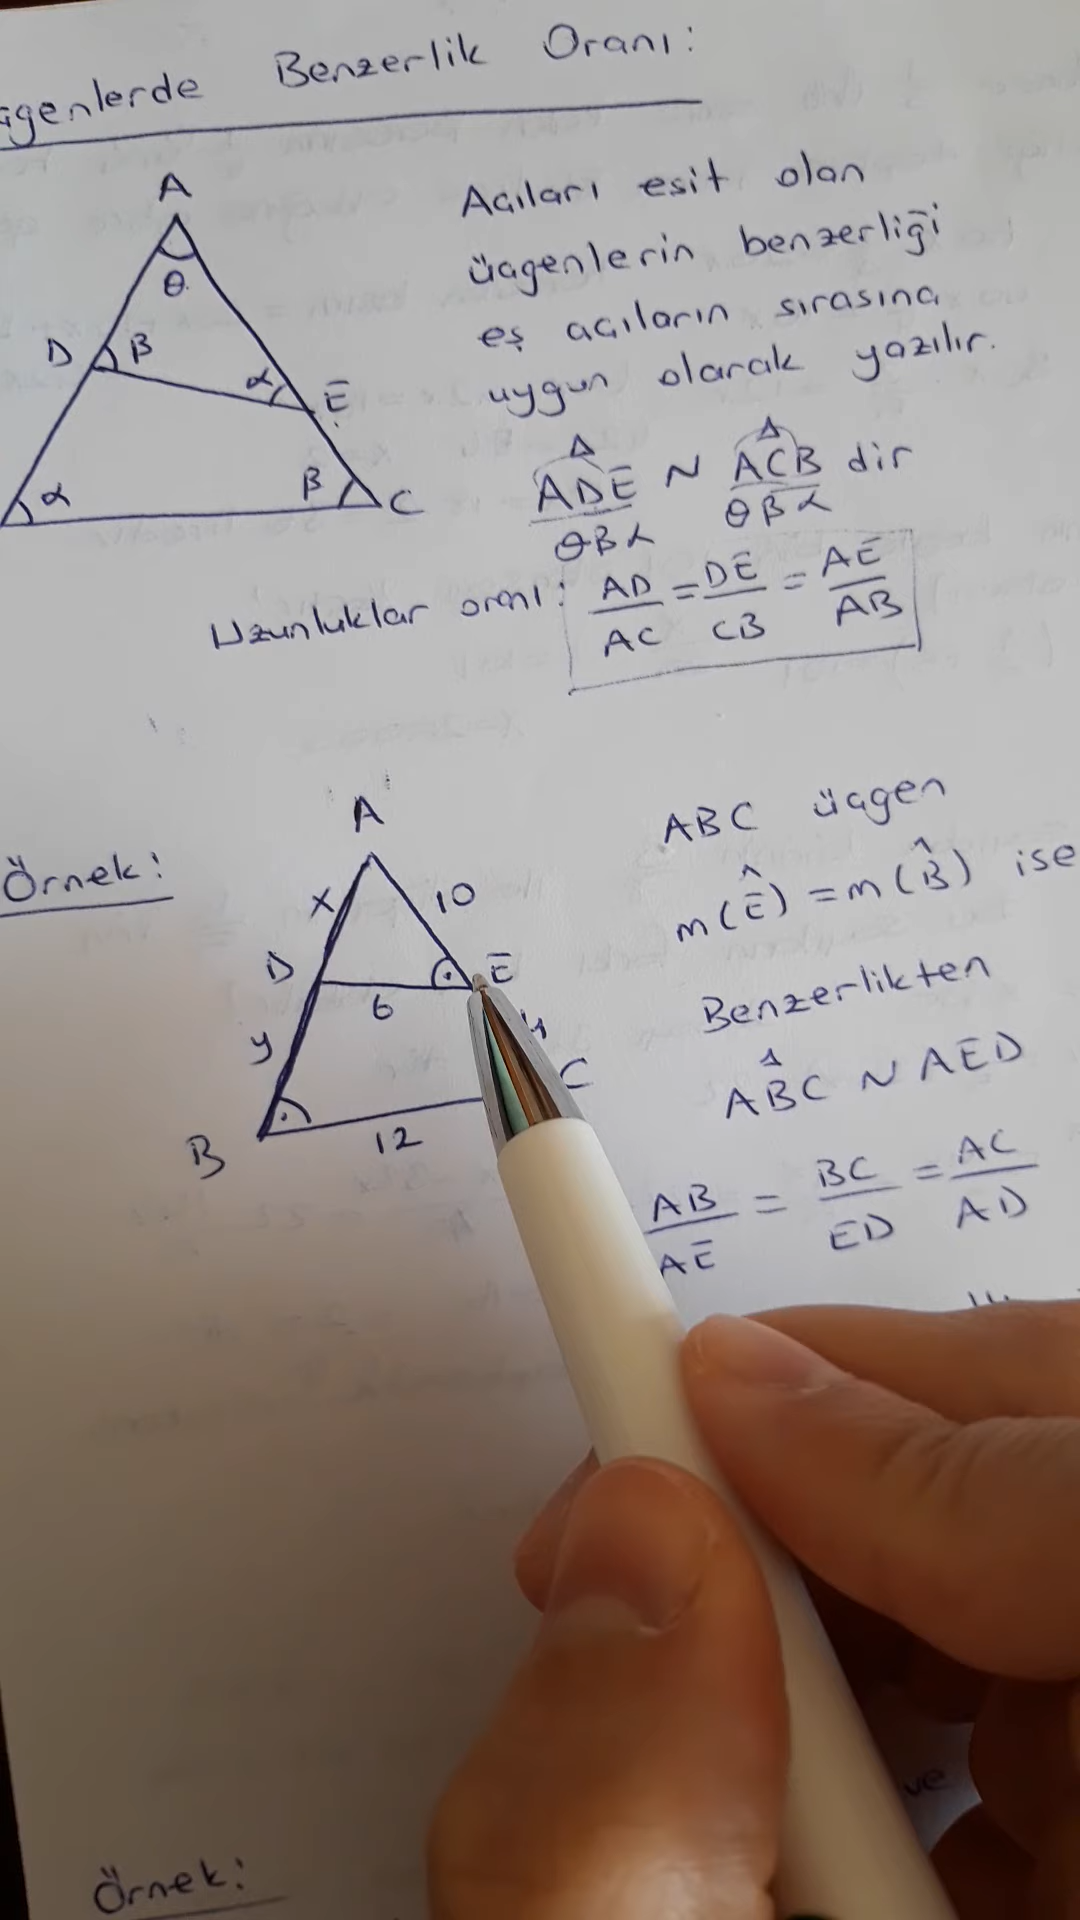 Benzerlik Oranı:
A
θ
D
β
α
E
α
β
C
Açıları eşit olan
üçgenlerin benzerliği
eş açıların sırasına
uygun olarak yazılır.
ADE ~ ACB dir
θβα θβα
Uzunluklar oranı: AD/AC = DE/CB = AE/AB
Örnek:
A
x
10
D
E
6
y
4
C
B
12
ABC üçgen
m(Ê) = m(B̂) ise
Benzerlikten
ABC ~ AED
AB/AE = BC/ED = AC/AD
ve
Örnek: